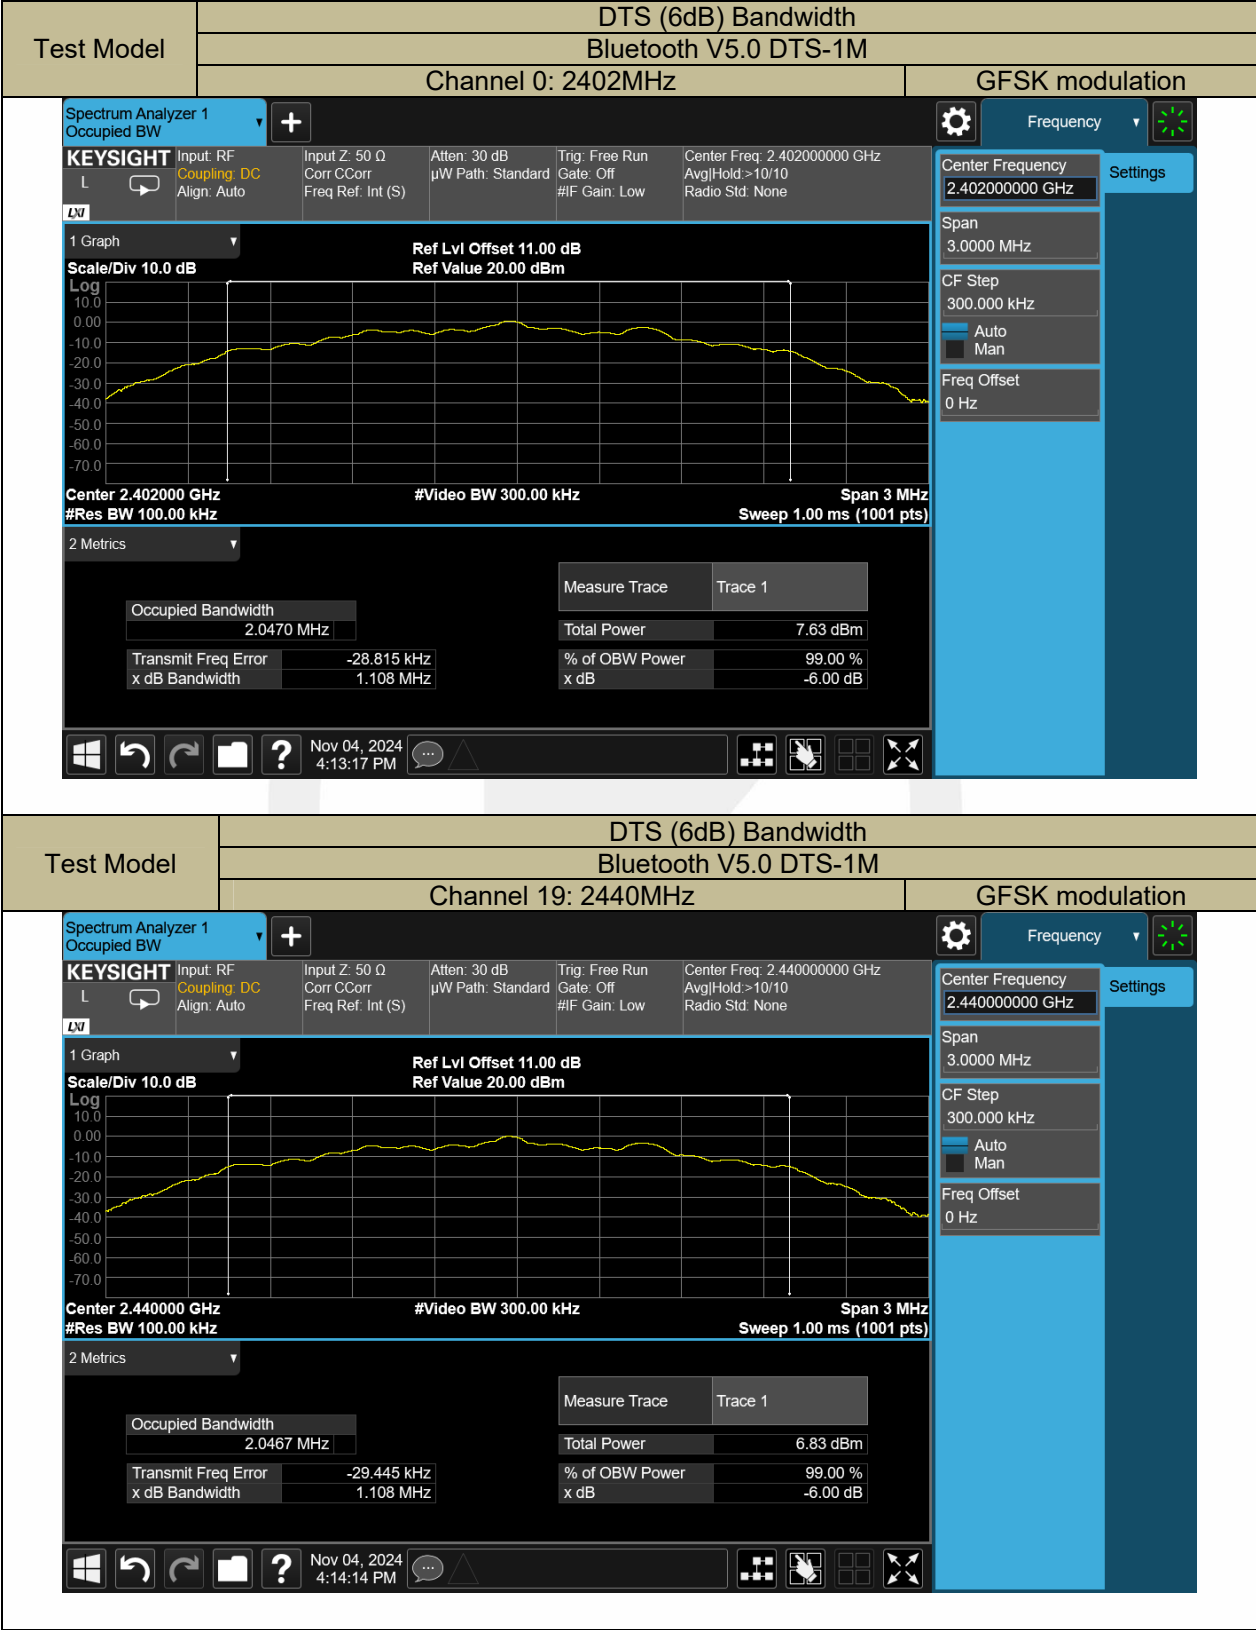 Test Model
DTS (6dB) Bandwidth
Bluetooth V5.0 DTS-1M
Channel 0: 2402MHz
GFSK modulation
Spectrum Analyzer 1
Occupied BW
Frequency
KEYSIGHT
L
LXI
Input: RF
Coupling: DC
Align: Auto
Input Z: 50 Ω
Corr CCorr
Freq Ref: Int (S)
Atten: 30 dB
µW Path: Standard
Trig: Free Run
Gate: Off
#IF Gain: Low
Center Freq: 2.402000000 GHz
Avg|Hold:>10/10
Radio Std: None
Center Frequency
2.402000000 GHz
Settings
Span
3.0000 MHz
CF Step
300.000 kHz
Auto
Man
Freq Offset
0 Hz
1 Graph
Scale/Div 10.0 dB
Ref Lvl Offset 11.00 dB
Ref Value 20.00 dBm
Log
10.0
0.00
-10.0
-20.0
-30.0
-40.0
-50.0
-60.0
-70.0
Center 2.402000 GHz
#Video BW 300.00 kHz
Span 3 MHz
#Res BW 100.00 kHz
Sweep 1.00 ms (1001 pts)
2 Metrics
Measure Trace
Trace 1
Occupied Bandwidth
2.0470 MHz
Total Power
7.63 dBm
Transmit Freq Error
-28.815 kHz
% of OBW Power
99.00 %
x dB Bandwidth
1.108 MHz
x dB
-6.00 dB
?
Nov 04, 2024
4:13:17 PM
Test Model
DTS (6dB) Bandwidth
Bluetooth V5.0 DTS-1M
Channel 19: 2440MHz
GFSK modulation
Spectrum Analyzer 1
Occupied BW
Frequency
KEYSIGHT
L
LXI
Input: RF
Coupling: DC
Align: Auto
Input Z: 50 Ω
Corr CCorr
Freq Ref: Int (S)
Atten: 30 dB
µW Path: Standard
Trig: Free Run
Gate: Off
#IF Gain: Low
Center Freq: 2.440000000 GHz
Avg|Hold:>10/10
Radio Std: None
Center Frequency
2.440000000 GHz
Settings
Span
3.0000 MHz
CF Step
300.000 kHz
Auto
Man
Freq Offset
0 Hz
1 Graph
Scale/Div 10.0 dB
Ref Lvl Offset 11.00 dB
Ref Value 20.00 dBm
Log
10.0
0.00
-10.0
-20.0
-30.0
-40.0
-50.0
-60.0
-70.0
Center 2.440000 GHz
#Video BW 300.00 kHz
Span 3 MHz
#Res BW 100.00 kHz
Sweep 1.00 ms (1001 pts)
2 Metrics
Measure Trace
Trace 1
Occupied Bandwidth
2.0467 MHz
Total Power
6.83 dBm
Transmit Freq Error
-29.445 kHz
% of OBW Power
99.00 %
x dB Bandwidth
1.108 MHz
x dB
-6.00 dB
?
Nov 04, 2024
4:14:14 PM